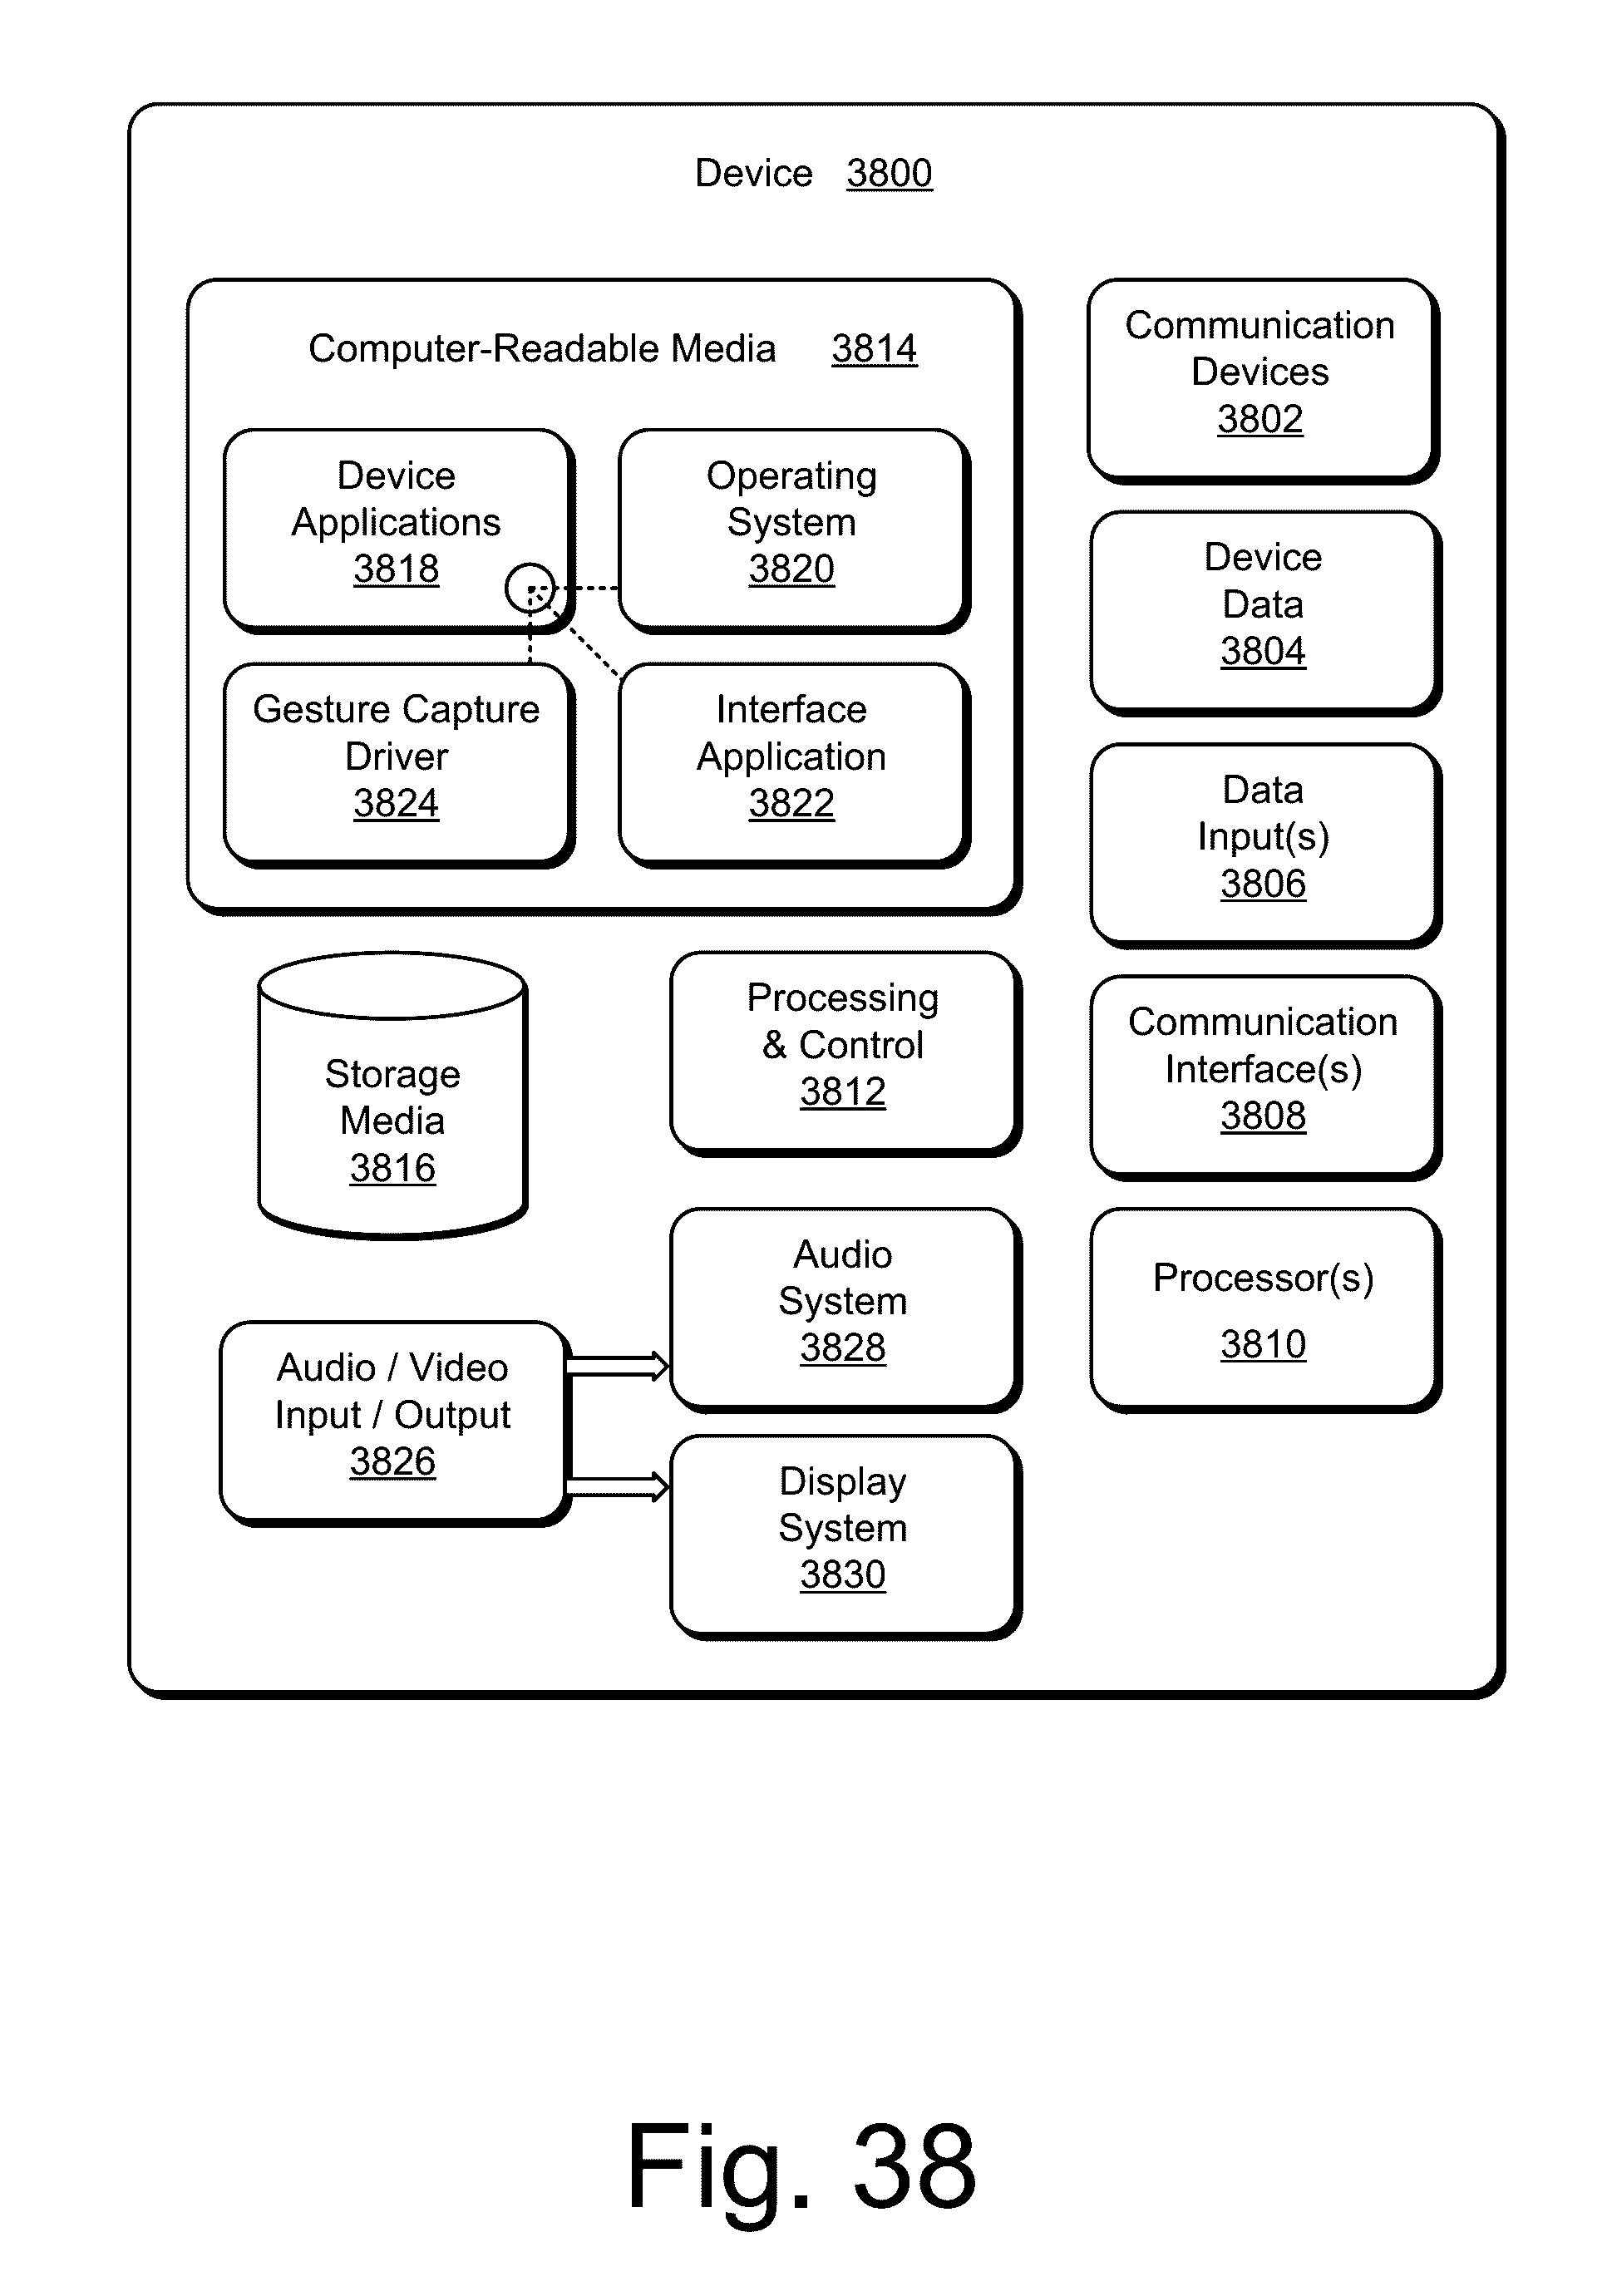 Device 3800
Computer-Readable Media 3814
Device
Applications
3818
Operating
System
3820
Gesture Capture
Driver
3824
Interface
Application
3822
Communication
Devices
3802
Device
Data
3804
Data
Input(s)
3806
Communication
Interface(s)
3808
Processor(s)
3810
Storage
Media
3816
Processing
& Control
3812
Audio / Video
Input / Output
3826
Audio
System
3828
Display
System
3830
Fig. 38